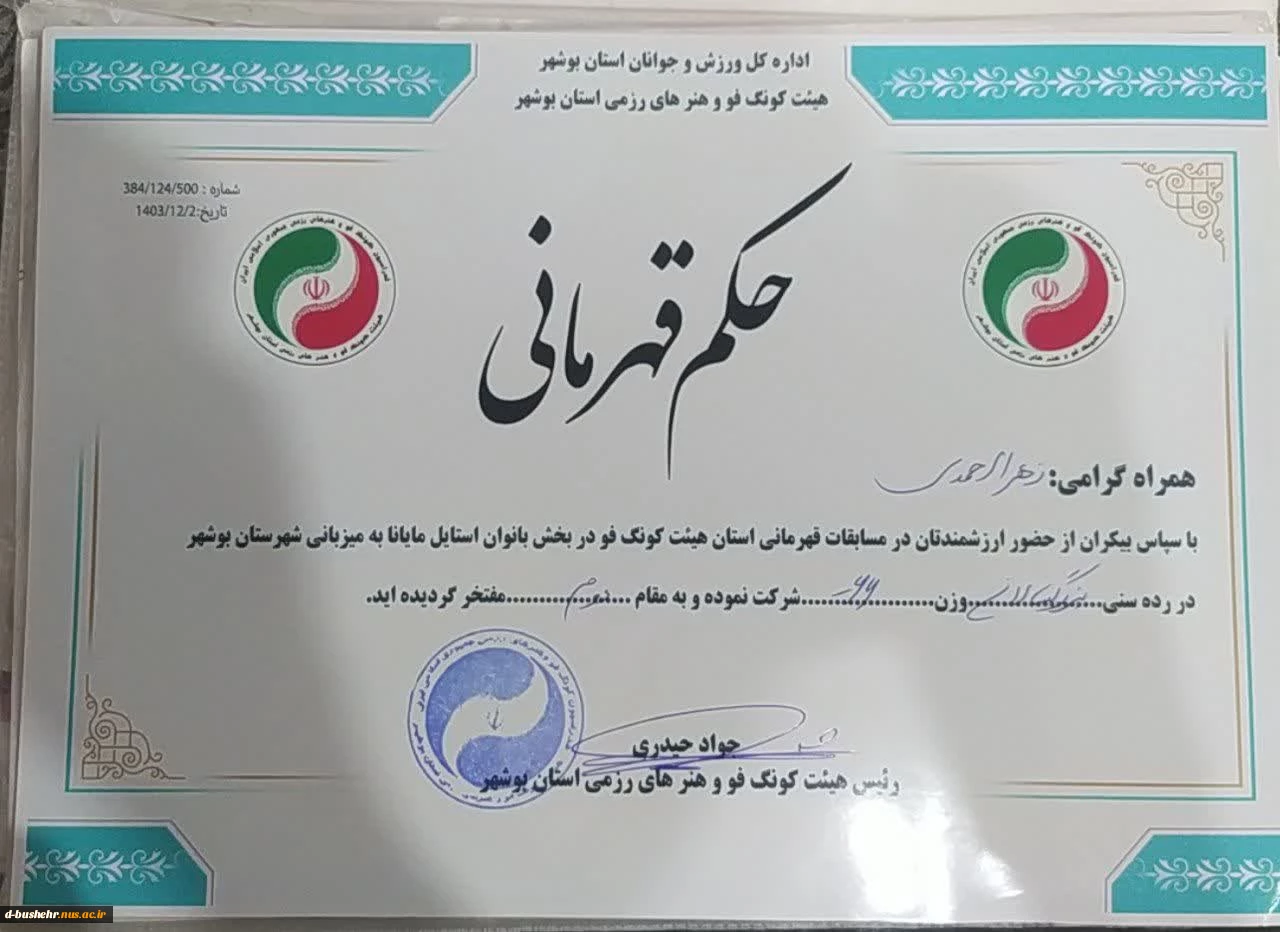 اداره کل ورزش و جوانان استان بوشهر
هیئت کونگ فو و هنر های رزمی استان بوشهر
شماره : 384/124/500
تاریخ:1403/12/2
حکم قهرمانی
همراه گرامی: زهرا احمدی
با سپاس بیکران از حضور ارزشمندتان در مسابقات قهرمانی استان هیئت کونگ فو در بخش بانوان استایل مایانا به میزبانی شهرستان بوشهر
در رده سنی....بزرگسالان....وزن....شرکت نموده و به مقام ....دوم....مفتخر گردیده اید.
جواد حیدری
رئیس هیئت کونگ فو و هنر های رزمی استان بوشهر
d-bushehr.nus.ac.ir